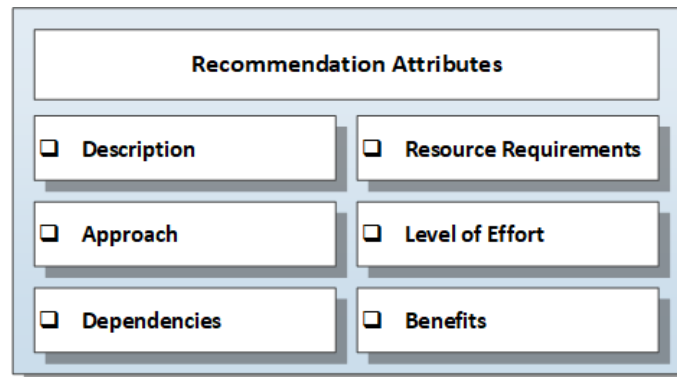 Recommendation Attributes
❑ Description
❑ Resource Requirements
❑ Approach
❑ Level of Effort
❑ Dependencies
❑ Benefits